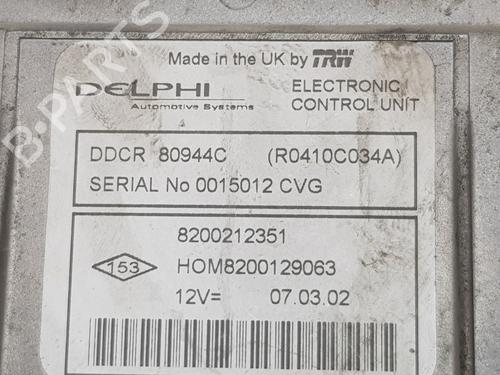 Made in the UK by TRW
DELPHI
Automotive Systems
ELECTRONIC
CONTROL UNIT
DDCR 80944C (R0410C034A)
SERIAL No 0015012 CVG
8200212351
153 HOM8200129063
12V= 07.03.02
B-PARTS